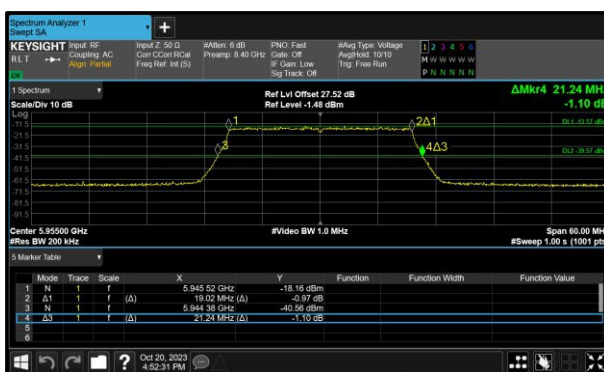 Spectrum Analyzer 1
Swept SA
KEYSIGHT Input: RF Input Z: 50 Ω #Atten: 6 dB PNO: Fast #Avg Type: Voltage 1 2 3 4 5 6
RLT Coupling: AC Corr CCorr RCal Preamp: 8.40 GHz Gate: Off Avg|Hold: 10/10 M W W W W W
Align: Partial Freq Ref: Int (S) IF Gain: Low Trig: Free Run P N N N N N
Sig Track: Off
1 Spectrum Ref Lvl Offset 27.52 dB ΔMkr4 21.24 MHz
Scale/Div 10 dB Ref Level -1.48 dBm -1.10 dB
Log
-11.5
-21.5
-31.5
-41.5
-51.5
-61.5
-71.5
-81.5
-91.5
1
2Δ1
DL1 -13.57 dBm
3
4Δ3
DL2 -39.57 dBm
Center 5.95500 GHz #Video BW 1.0 MHz Span 60.00 MHz
#Res BW 200 kHz #Sweep 1.00 s (1001 pts
5 Marker Table
Mode Trace Scale X Y Function Function Width Function Value
1 N 1 f 5.945 52 GHz -18.16 dBm
2 Δ1 1 f (Δ) 19.02 MHz (Δ) -0.97 dB
3 N 1 f 5.944 38 GHz -40.56 dBm
4 Δ3 1 f (Δ) 21.24 MHz (Δ) -1.10 dB
5
6
? Oct 20, 2023
4:52:31 PM